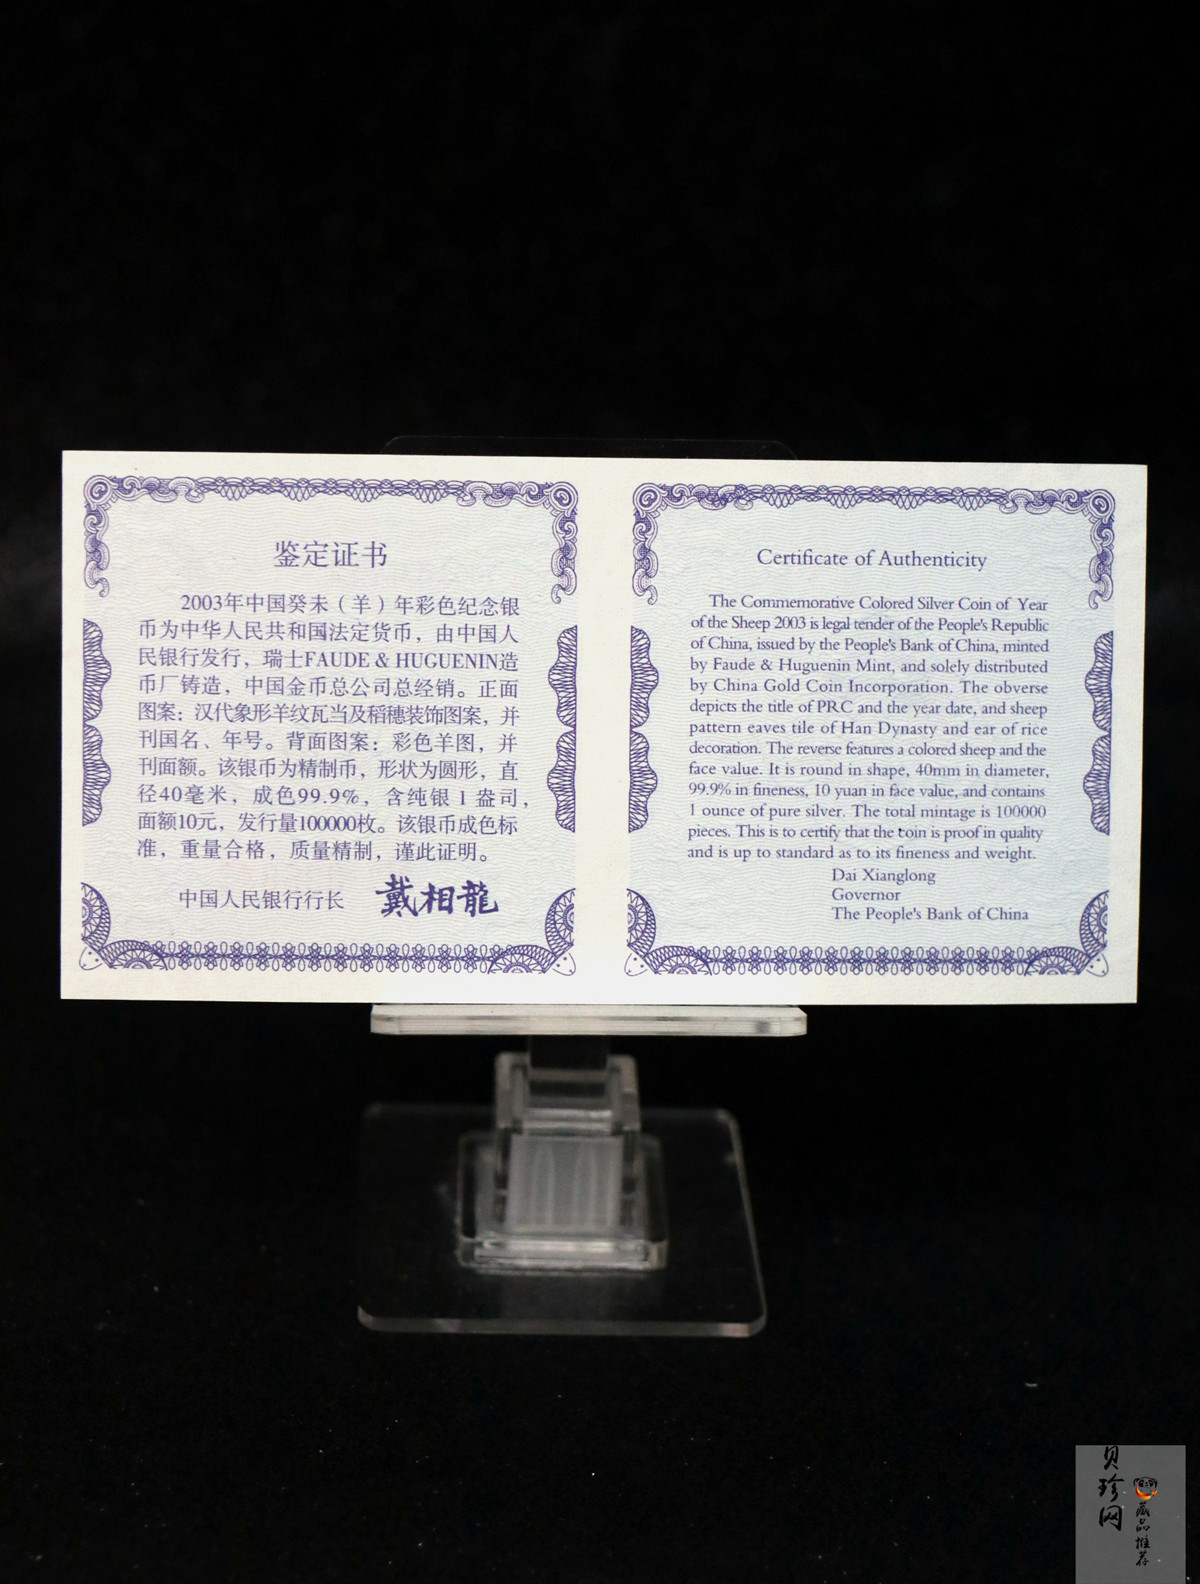 鉴定证书
2003年中国癸未（羊）年彩色纪念银
币为中华人民共和国法定货币，由中国人
民银行发行，瑞士FAUDE & HUGUENIN造
币厂铸造，中国金币总公司总经销。正面
图案：汉代象形羊纹瓦当及稻穗装饰图案，并
刊国名、年号。背面图案：彩色羊图，并
刊面额。该银币为精制币，形状为圆形，直
径40毫米，成色99.9%，含纯银1盎司，
面额10元，发行量100000枚。该银币成色标
准，重量合格，质量精制，谨此证明。
中国人民银行行长 戴相龍
Certificate of Authenticity
The Commemorative Colored Silver Coin of Year
of the Sheep 2003 is legal tender of the People's Republic
of China, issued by the People's Bank of China, minted
by Faude & Huguenin Mint, and solely distributed
by China Gold Coin Incorporation. The obverse
depicts the title of PRC and the year date, and sheep
pattern eaves tile of Han Dynasty and ear of rice
decoration. The reverse features a colored sheep and the
face value. It is round in shape, 40mm in diameter,
99.9% in fineness, 10 yuan in face value, and contains
1 ounce of pure silver. The total mintage is 100000
pieces. This is to certify that the coin is proof in quality
and is up to standard as to its fineness and weight.
Dai Xianglong
Governor
The People's Bank of China
贝珍网
藏品推荐